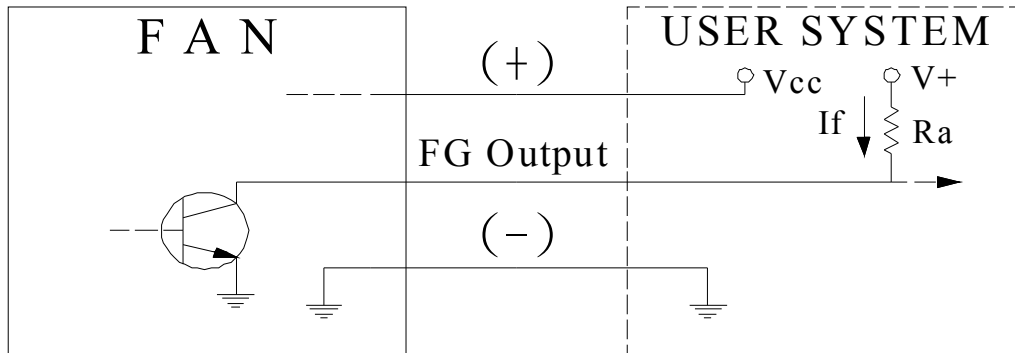 F A N
USER SYSTEM
(+)
Vcc
V+
If
Ra
FG Output
(-)